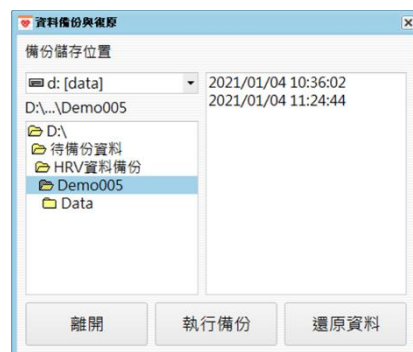 資料備份與復原
備份儲存位置
d: [data]
D:\...\Demo005
D:\
待備份資料
HRV資料備份
Demo005
Data
2021/01/04 10:36:02
2021/01/04 11:24:44
離開
執行備份
還原資料